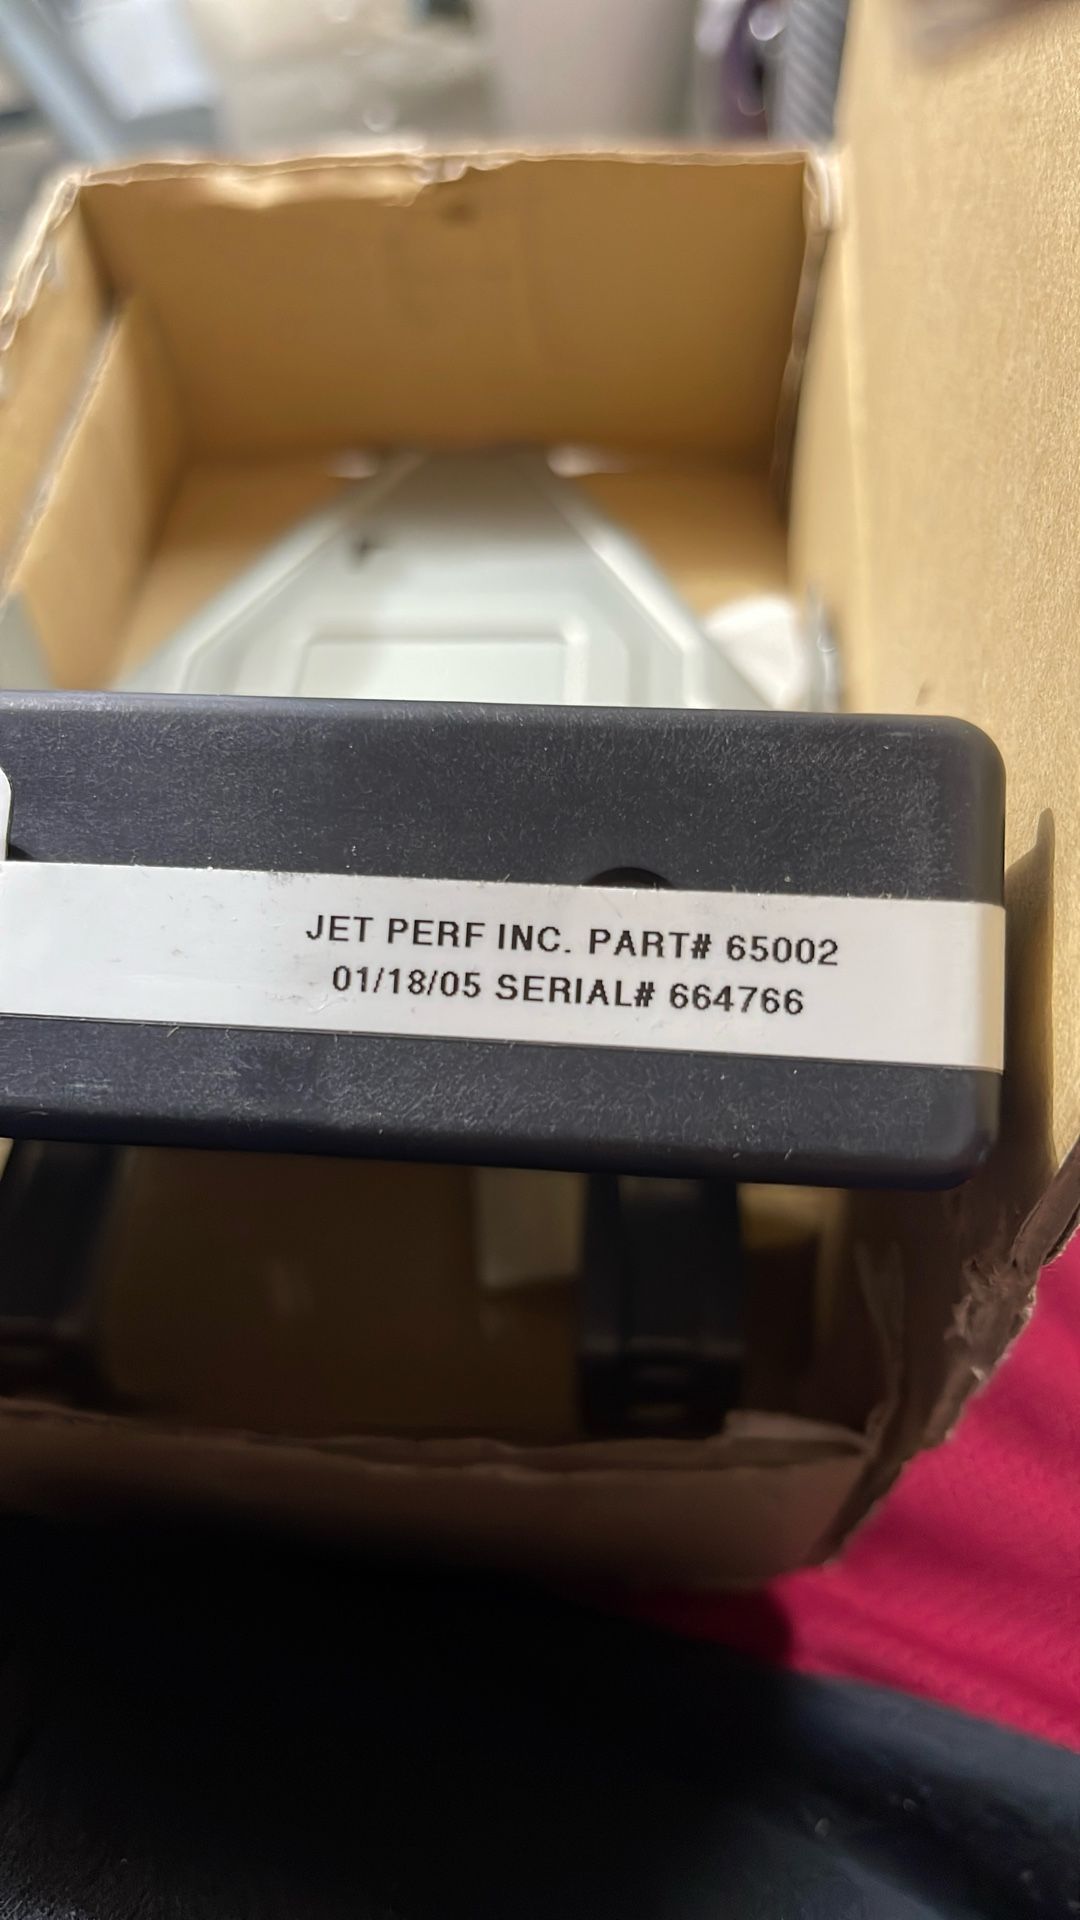 JET PERF INC. PART# 65002
01/18/05 SERIAL# 664766